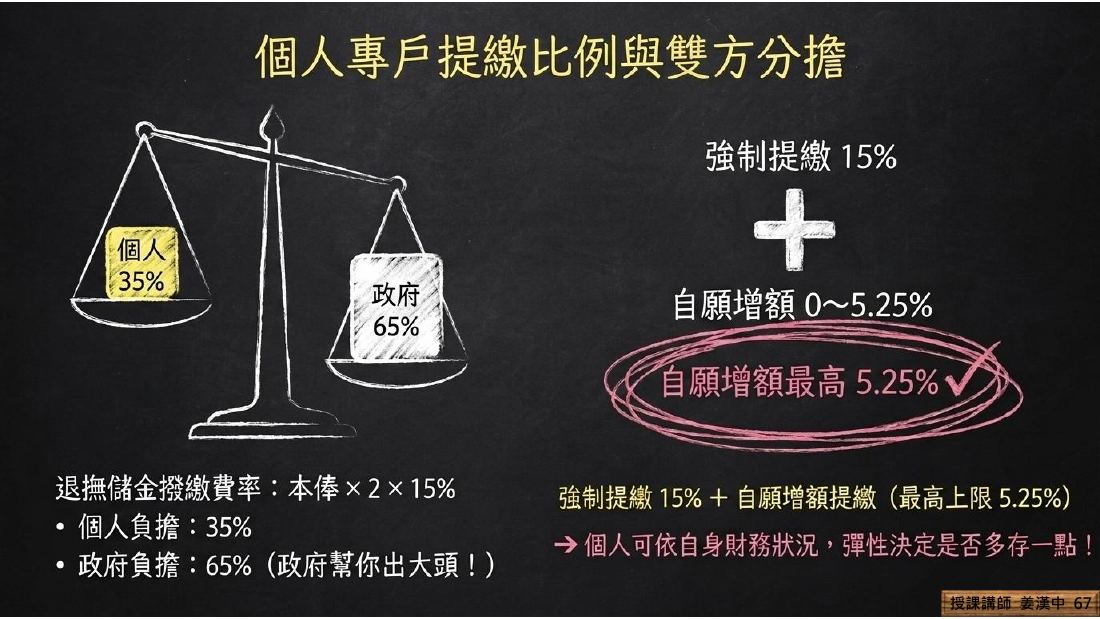 個人專戶提繳比例與雙方分擔
個人
35%
政府
65%
退撫儲金撥繳費率：本俸×2×15%
• 個人負擔：35%
• 政府負擔：65%（政府幫你出大頭！）
強制提繳 15%
+
自願增額 0～5.25%
自願增額最高 5.25%✓
強制提繳 15% + 自願增額提繳（最高上限 5.25%）
→ 個人可依自身財務狀況，彈性決定是否多存一點！
授課講師 姜漢中 67